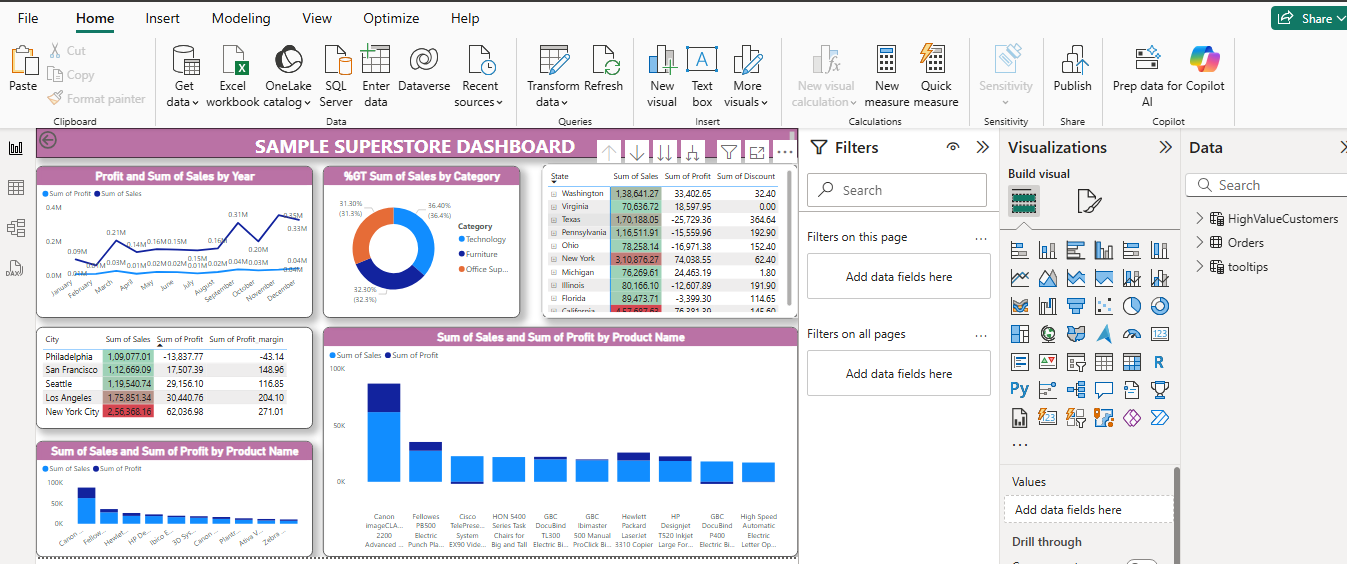 File Home Insert Modeling View Optimize Help Share
Paste
Cut
Copy
Format painter
Clipboard
Get data
Excel workbook
OneLake catalog
SQL Server
Enter data
Dataverse
Recent sources
Data
Transform data
Refresh
Queries
New visual
Text box
More visuals
Insert
New visual calculation
New measure
Quick measure
Calculations
Sensitivity
Sensitivity
Publish
Share
Prep data for AI
Copilot
Copilot
SAMPLE SUPERSTORE DASHBOARD
Profit and Sum of Sales by Year
Sum of Profit Sum of Sales
0.4M
0.2M
0.0M
0.09M
0.21M
0.14M
0.16M
0.15M
0.15M
0.16M
0.31M
0.20M
0.35M
0.33M
0.01M
0.03M
0.01M
0.02M
0.02M
0.01M
0.02M
0.04M
0.03M
0.04M
January February March April May June July August September October November December
%GT Sum of Sales by Category
31.30%
(31.3%)
36.40%
(36.4%)
32.30%
(32.3%)
Category
Technology
Furniture
Office Sup...
State Sum of Sales Sum of Profit Sum of Discount
Washington 1,38,641.27 33,402.65 32.40
Virginia 70,636.72 18,597.95 0.00
Texas 1,70,188.05 -25,729.36 364.64
Pennsylvania 1,16,511.91 -15,559.96 192.90
Ohio 78,258.14 -16,971.38 152.40
New York 3,10,876.27 74,038.55 62.40
Michigan 76,269.61 24,463.19 1.80
Illinois 80,166.10 -12,607.89 191.90
Florida 89,473.71 -3,399.30 114.65
California 4,57,687.63 76,381.39 145.60
City Sum of Sales Sum of Profit Sum of Profit_margin
Philadelphia 1,09,077.01 -13,837.77 -43.14
San Francisco 1,12,669.09 17,507.39 148.96
Seattle 1,19,540.74 29,156.10 116.85
Los Angeles 1,75,851.34 30,440.76 204.10
New York City 2,56,368.16 62,036.98 271.01
Sum of Sales and Sum of Profit by Product Name
Sum of Sales Sum of Profit
100K
50K
0K
Canon ... Fellow... Hewlet... HP De... Ibico E... 3D Sys... Canon ... Plantr... Ativa V... Zebra ...
Sum of Sales and Sum of Profit by Product Name
Sum of Sales Sum of Profit
100K
50K
0K
Canon imageCLA... 2200 Advanced ...
Fellowes PB500 Electric Punch Pla...
Cisco TelePrese... System EX90 Vide...
HON 5400 Series Task Chairs for Big and Tall
GBC DocuBind TL300 Electric Bi...
GBC Ibimaster 500 Manual ProClick Bi...
Hewlett Packard LaserJet 3310 Copier
HP Designjet T520 Inkjet Large For...
GBC DocuBind P400 Electric Bi...
High Speed Automatic Electric Letter Op...
Filters
Search
Filters on this page ...
Add data fields here
Filters on all pages ...
Add data fields here
Visualizations
Build visual
123
R
Py
123
...
Values
Add data fields here
Drill through
Data
Search
HighValueCustomers
Orders
tooltips
DAX